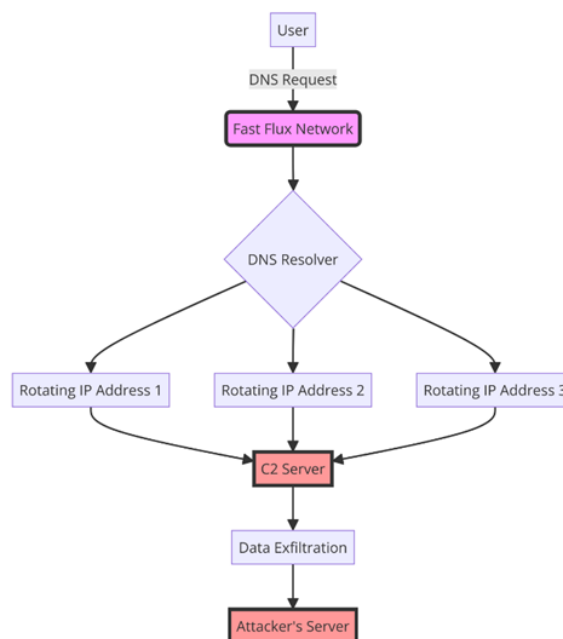 User
DNS Request
Fast Flux Network
DNS Resolver
Rotating IP Address 1
Rotating IP Address 2
Rotating IP Address 3
C2 Server
Data Exfiltration
Attacker's Server